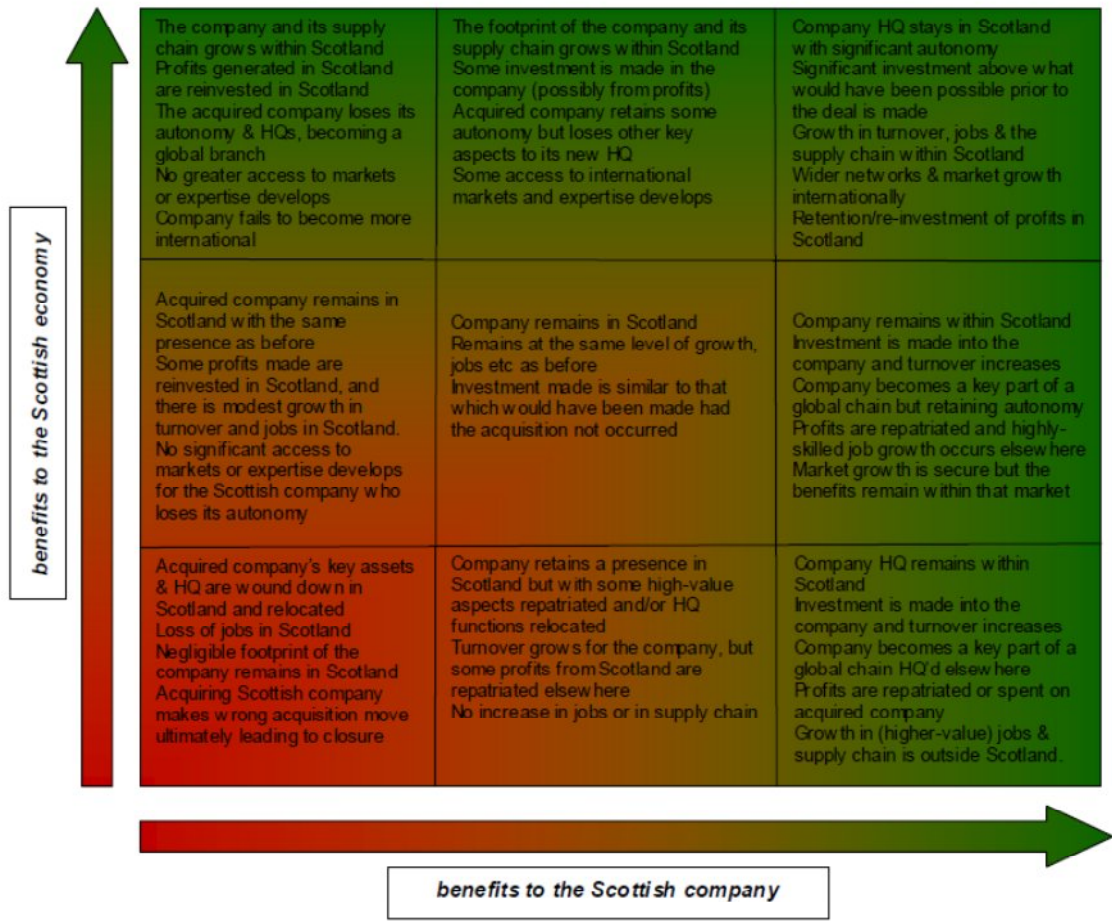 benefits to the Scottish economy
The company and its supply
chain grows within Scotland
Profits generated in Scotland
are reinvested in Scotland
The acquired company loses its
autonomy & HQs, becoming a
global branch
No greater access to markets
or expertise develops
Company fails to become more
international
The footprint of the company and its
supply chain grows within Scotland
Some investment is made in the
company (possibly from profits)
Acquired company retains some
autonomy but loses other key
aspects to its new HQ
Some access to international
markets and expertise develops
Company HQ stays in Scotland
with significant autonomy
Significant investment above what
would have been possible prior to
the deal is made
Growth in turnover, jobs & the
supply chain within Scotland
Wider networks & market growth
internationally
Retention/re-investment of profits in
Scotland
Acquired company remains in
Scotland with the same
presence as before
Some profits made are
reinvested in Scotland, and
there is modest growth in
turnover and jobs in Scotland.
No significant access to
markets or expertise develops
for the Scottish company who
loses its autonomy
Company remains in Scotland
Remains at the same level of growth,
jobs etc as before
Investment made is similar to that
which would have been made had
the acquisition not occurred
Company remains within Scotland
Investment is made into the
company and turnover increases
Company becomes a key part of a
global chain but retaining autonomy
Profits are repatriated and highly-
skilled job growth occurs elsewhere
Market growth is secure but the
benefits remain within that market
Acquired company's key assets
& HQ are wound down in
Scotland and relocated
Loss of jobs in Scotland
Negligible footprint of the
company remains in Scotland
Acquiring Scottish company
makes wrong acquisition move
ultimately leading to closure
Company retains a presence in
Scotland but with some high-value
aspects repatriated and/or HQ
functions relocated
Turnover grows for the company, but
some profits from Scotland are
repatriated elsewhere
No increase in jobs or in supply chain
Company HQ remains within
Scotland
Investment is made into the
company and turnover increases
Company becomes a key part of a
global chain HQ'd elsewhere
Profits are repatriated or spent on
acquired company
Growth in (higher-value) jobs &
supply chain is outside Scotland.
benefits to the Scottish company